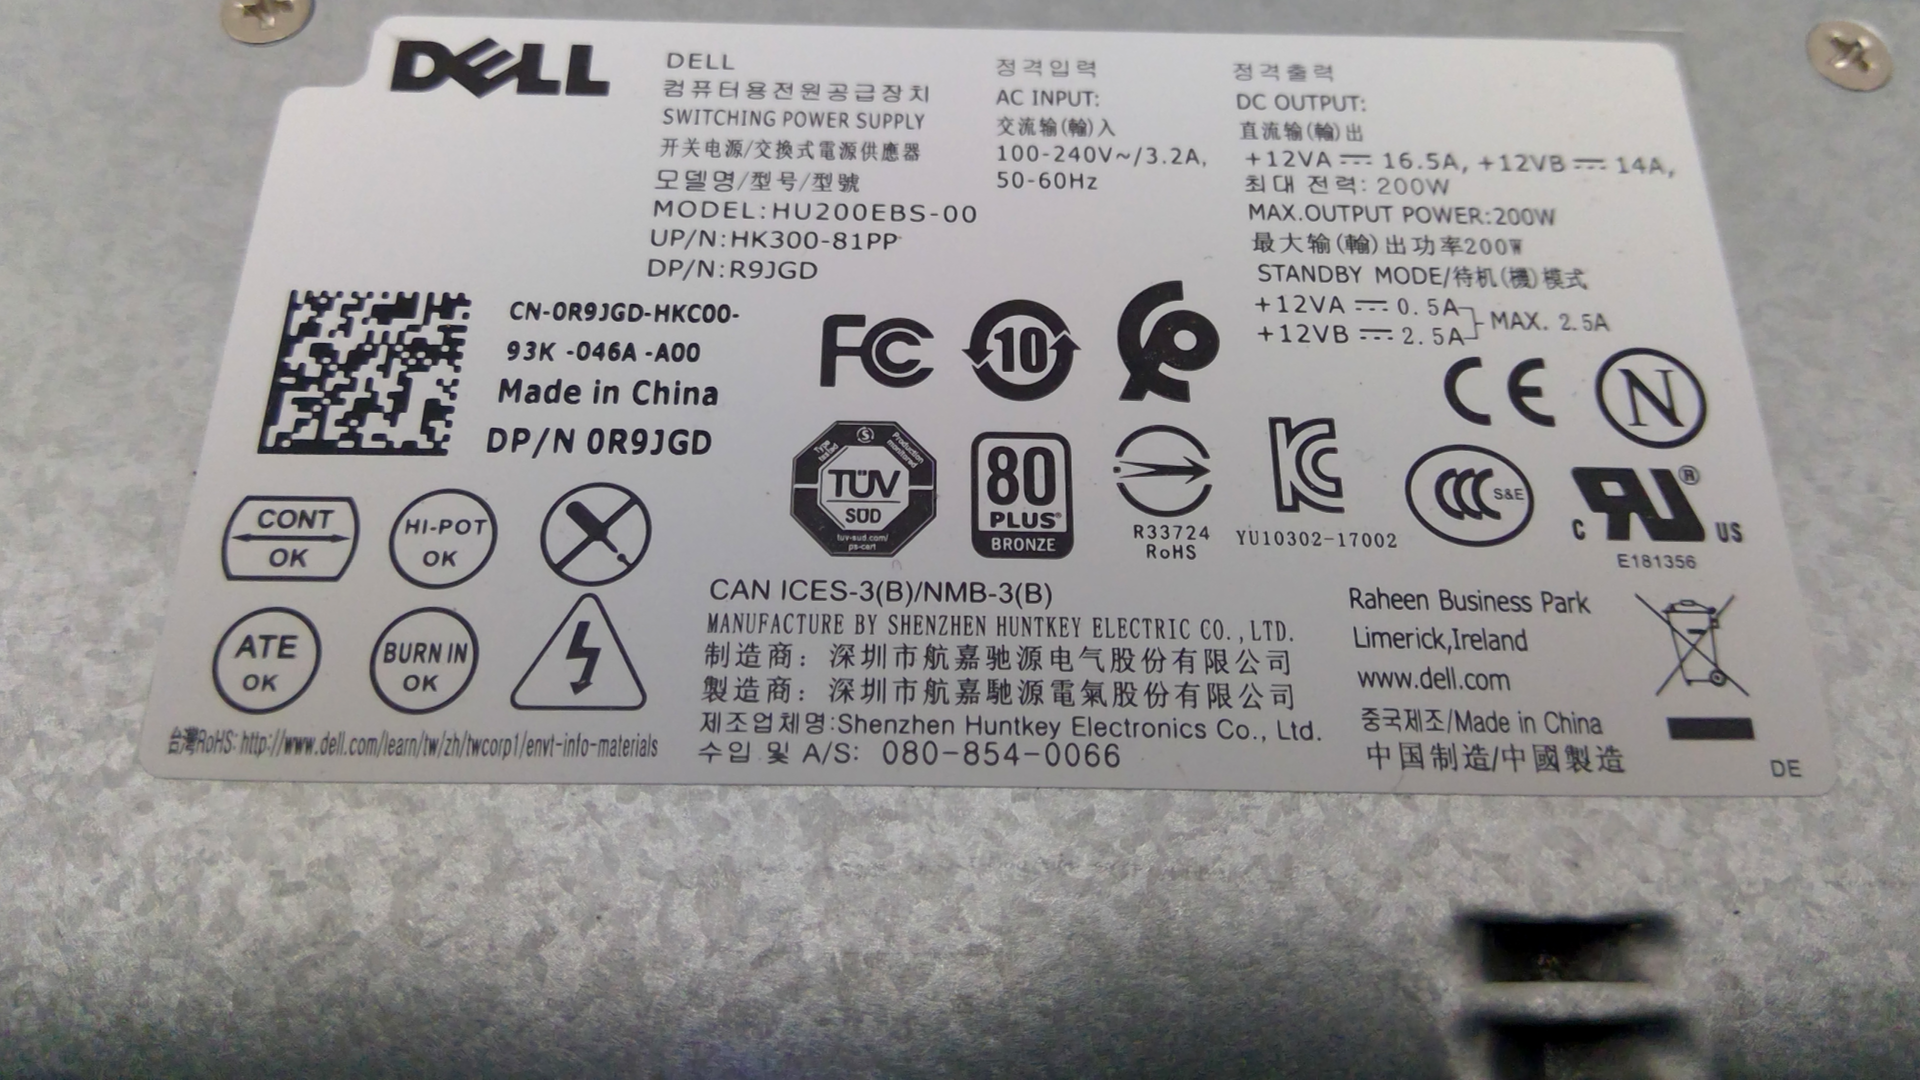 DELL
DELL
컴퓨터용전원공급장치
SWITCHING POWER SUPPLY
开关电源/交換式電源供應器
모델명/型号/型號
MODEL:HU200EBS-00
UP/N:HK300-81PP
DP/N:R9JGD
정격입력
AC INPUT:
交流输(輸)入
100-240V~/3.2A,
50-60Hz
정격출력
DC OUTPUT:
直流输(輸)出
+12VA ⎓ 16.5A, +12VB ⎓ 14A,
최대 전력: 200W
MAX.OUTPUT POWER:200W
最大输(輸)出功率200W
STANDBY MODE/待机(機)模式
+12VA ⎓ 0.5A
+12VB ⎓ 2.5A
MAX. 2.5A
CN-0R9JGD-HKC00-
93K -046A -A00
Made in China
DP/N 0R9JGD
FC
10
CE
N
Type tested
S
Production monitored
TÜV
SÜD
tuv-sud.com/
ps-cert
80
PLUS
BRONZE
R33724
RoHS
YU10302-17002
CCC S&E
c RU ® US
E181356
CONT
OK
HI-POT
OK
ATE
OK
BURN IN
OK
台灣RoHS: http://www.dell.com/learn/tw/zh/twcorp1/envt-info-materials
CAN ICES-3(B)/NMB-3(B)
MANUFACTURE BY SHENZHEN HUNTKEY ELECTRIC CO.,LTD.
制造商：深圳市航嘉驰源电气股份有限公司
製造商：深圳市航嘉馳源電氣股份有限公司
제조업체명:Shenzhen Huntkey Electronics Co., Ltd.
수입 및 A/S: 080-854-0066
Raheen Business Park
Limerick,Ireland
www.dell.com
중국제조/Made in China
中国制造/中國製造
DE